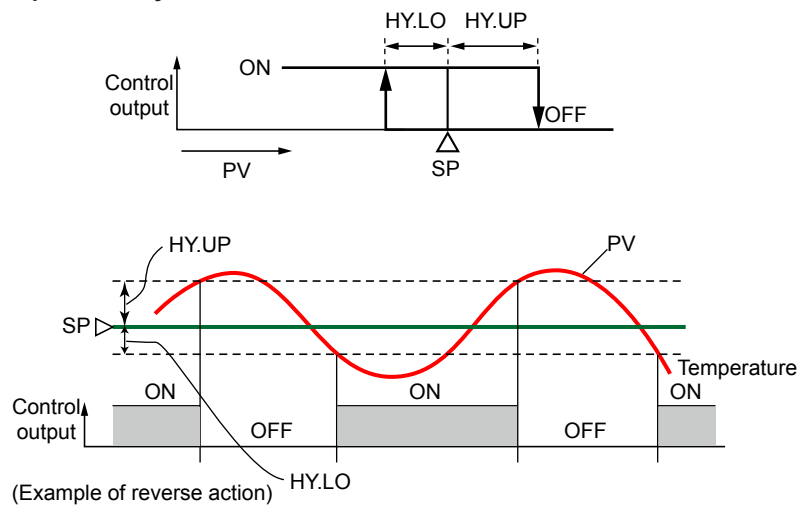 HY.LO HY.UP
ON
Control
output
OFF
PV
SP
HY.UP
PV
SP
Temperature
ON
ON
ON
Control
output
OFF
OFF
HY.LO
(Example of reverse action)